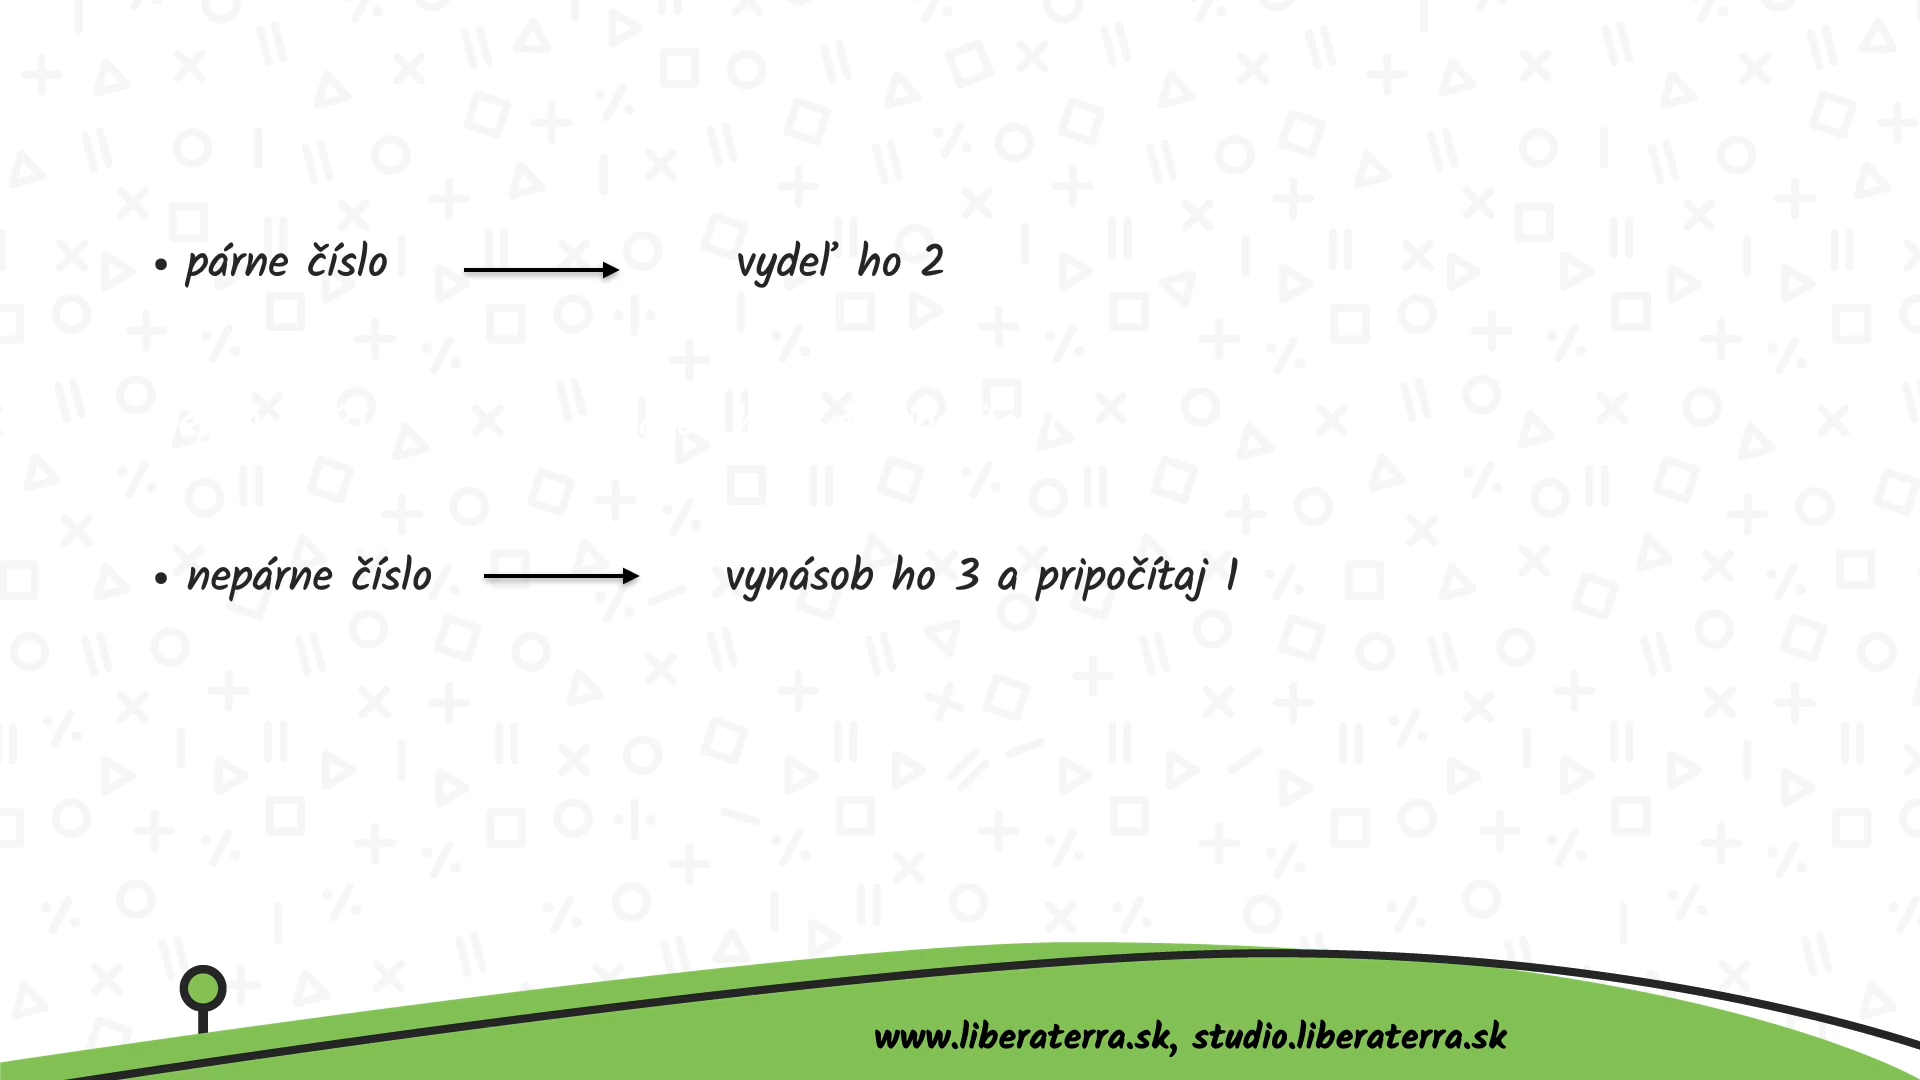 • párne číslo vydeľ ho 2
• nepárne číslo vynásob ho 3 a pripočítaj 1
www.liberaterra.sk, studio.liberaterra.sk